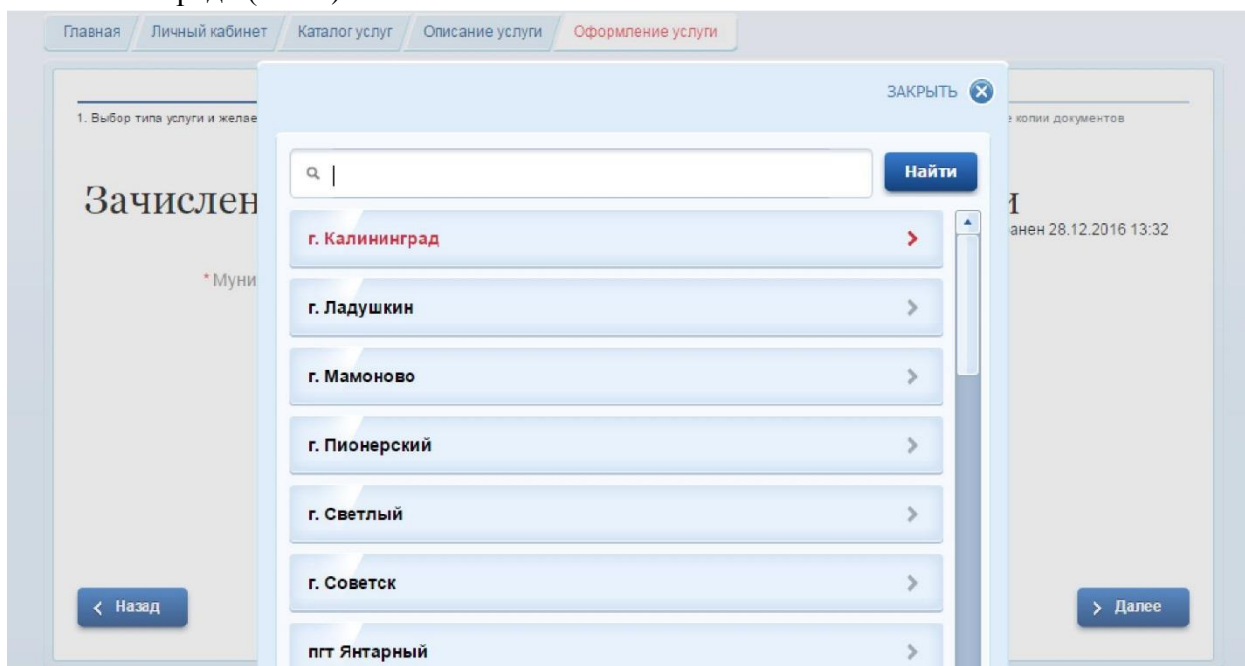 Главная Личный кабинет Каталог услуг Описание услуги Оформление услуги
ЗАКРЫТЬ
1. Выбор типа услуги и желае
копии документов
Найти
Зачислен
и
анен 28.12.2016 13:32
г. Калининград
*Муни
г. Ладушкин
г. Мамоново
г. Пионерский
г. Светлый
г. Советск
Назад
Далее
пгт Янтарный